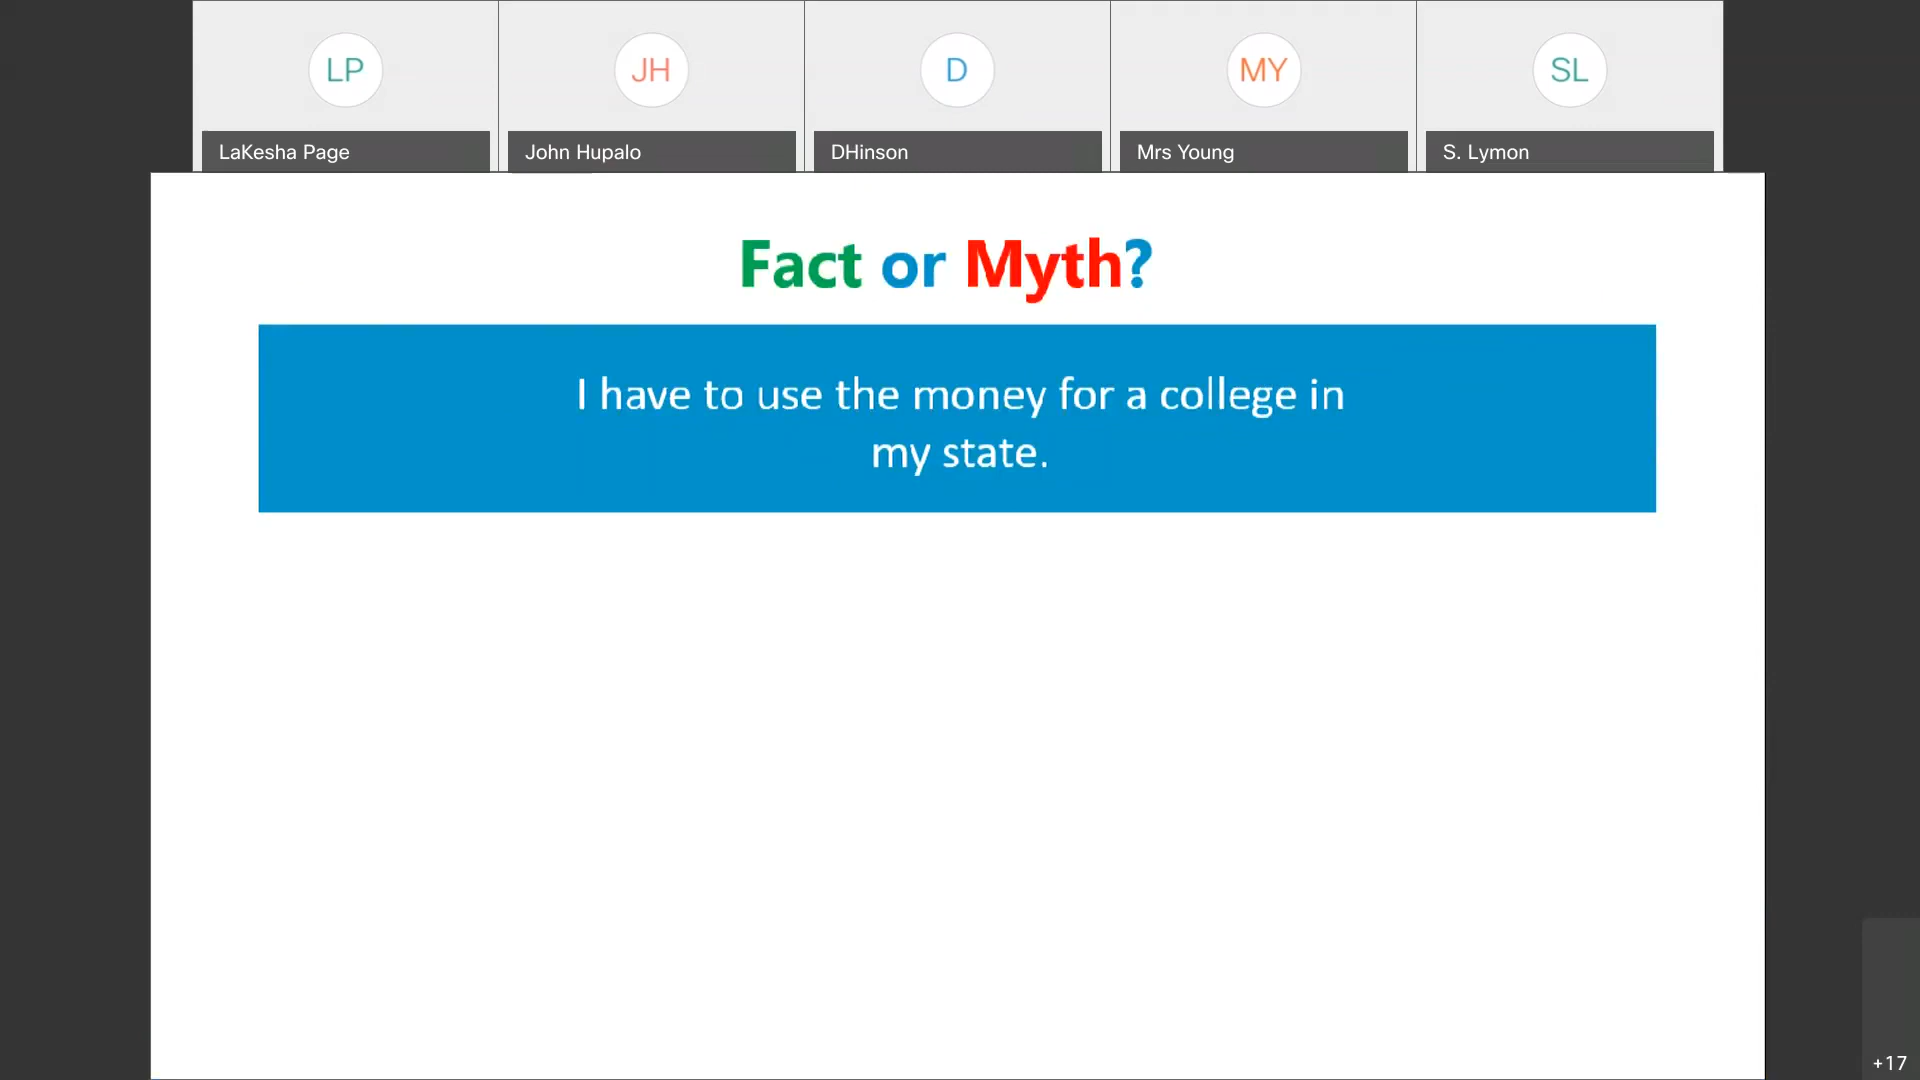 LP
JH
D
MY
SL
LaKesha Page
John Hupalo
DHinson
Mrs Young
S. Lymon
Fact or Myth?
I have to use the money for a college in
my state.
+17